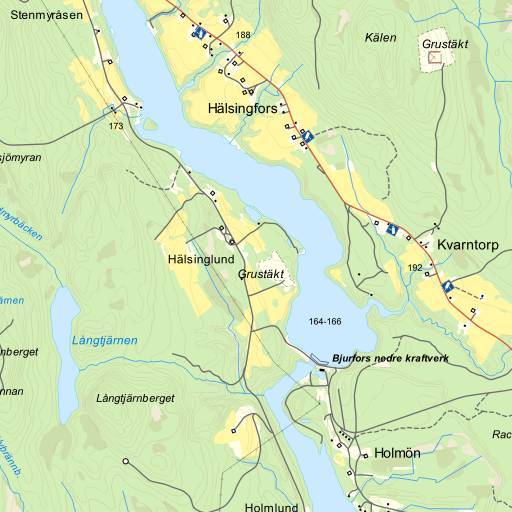 Stenmyråsen
188
Kälen
Grustäkt
Hälsingfors
173
sjömyran
Kvarntorp
Hälsinglund
Grustäkt
192
164-166
Långtjärnen
Bjurfors nedre kraftverk
Långtjärnberget
Holmön
Holmlund